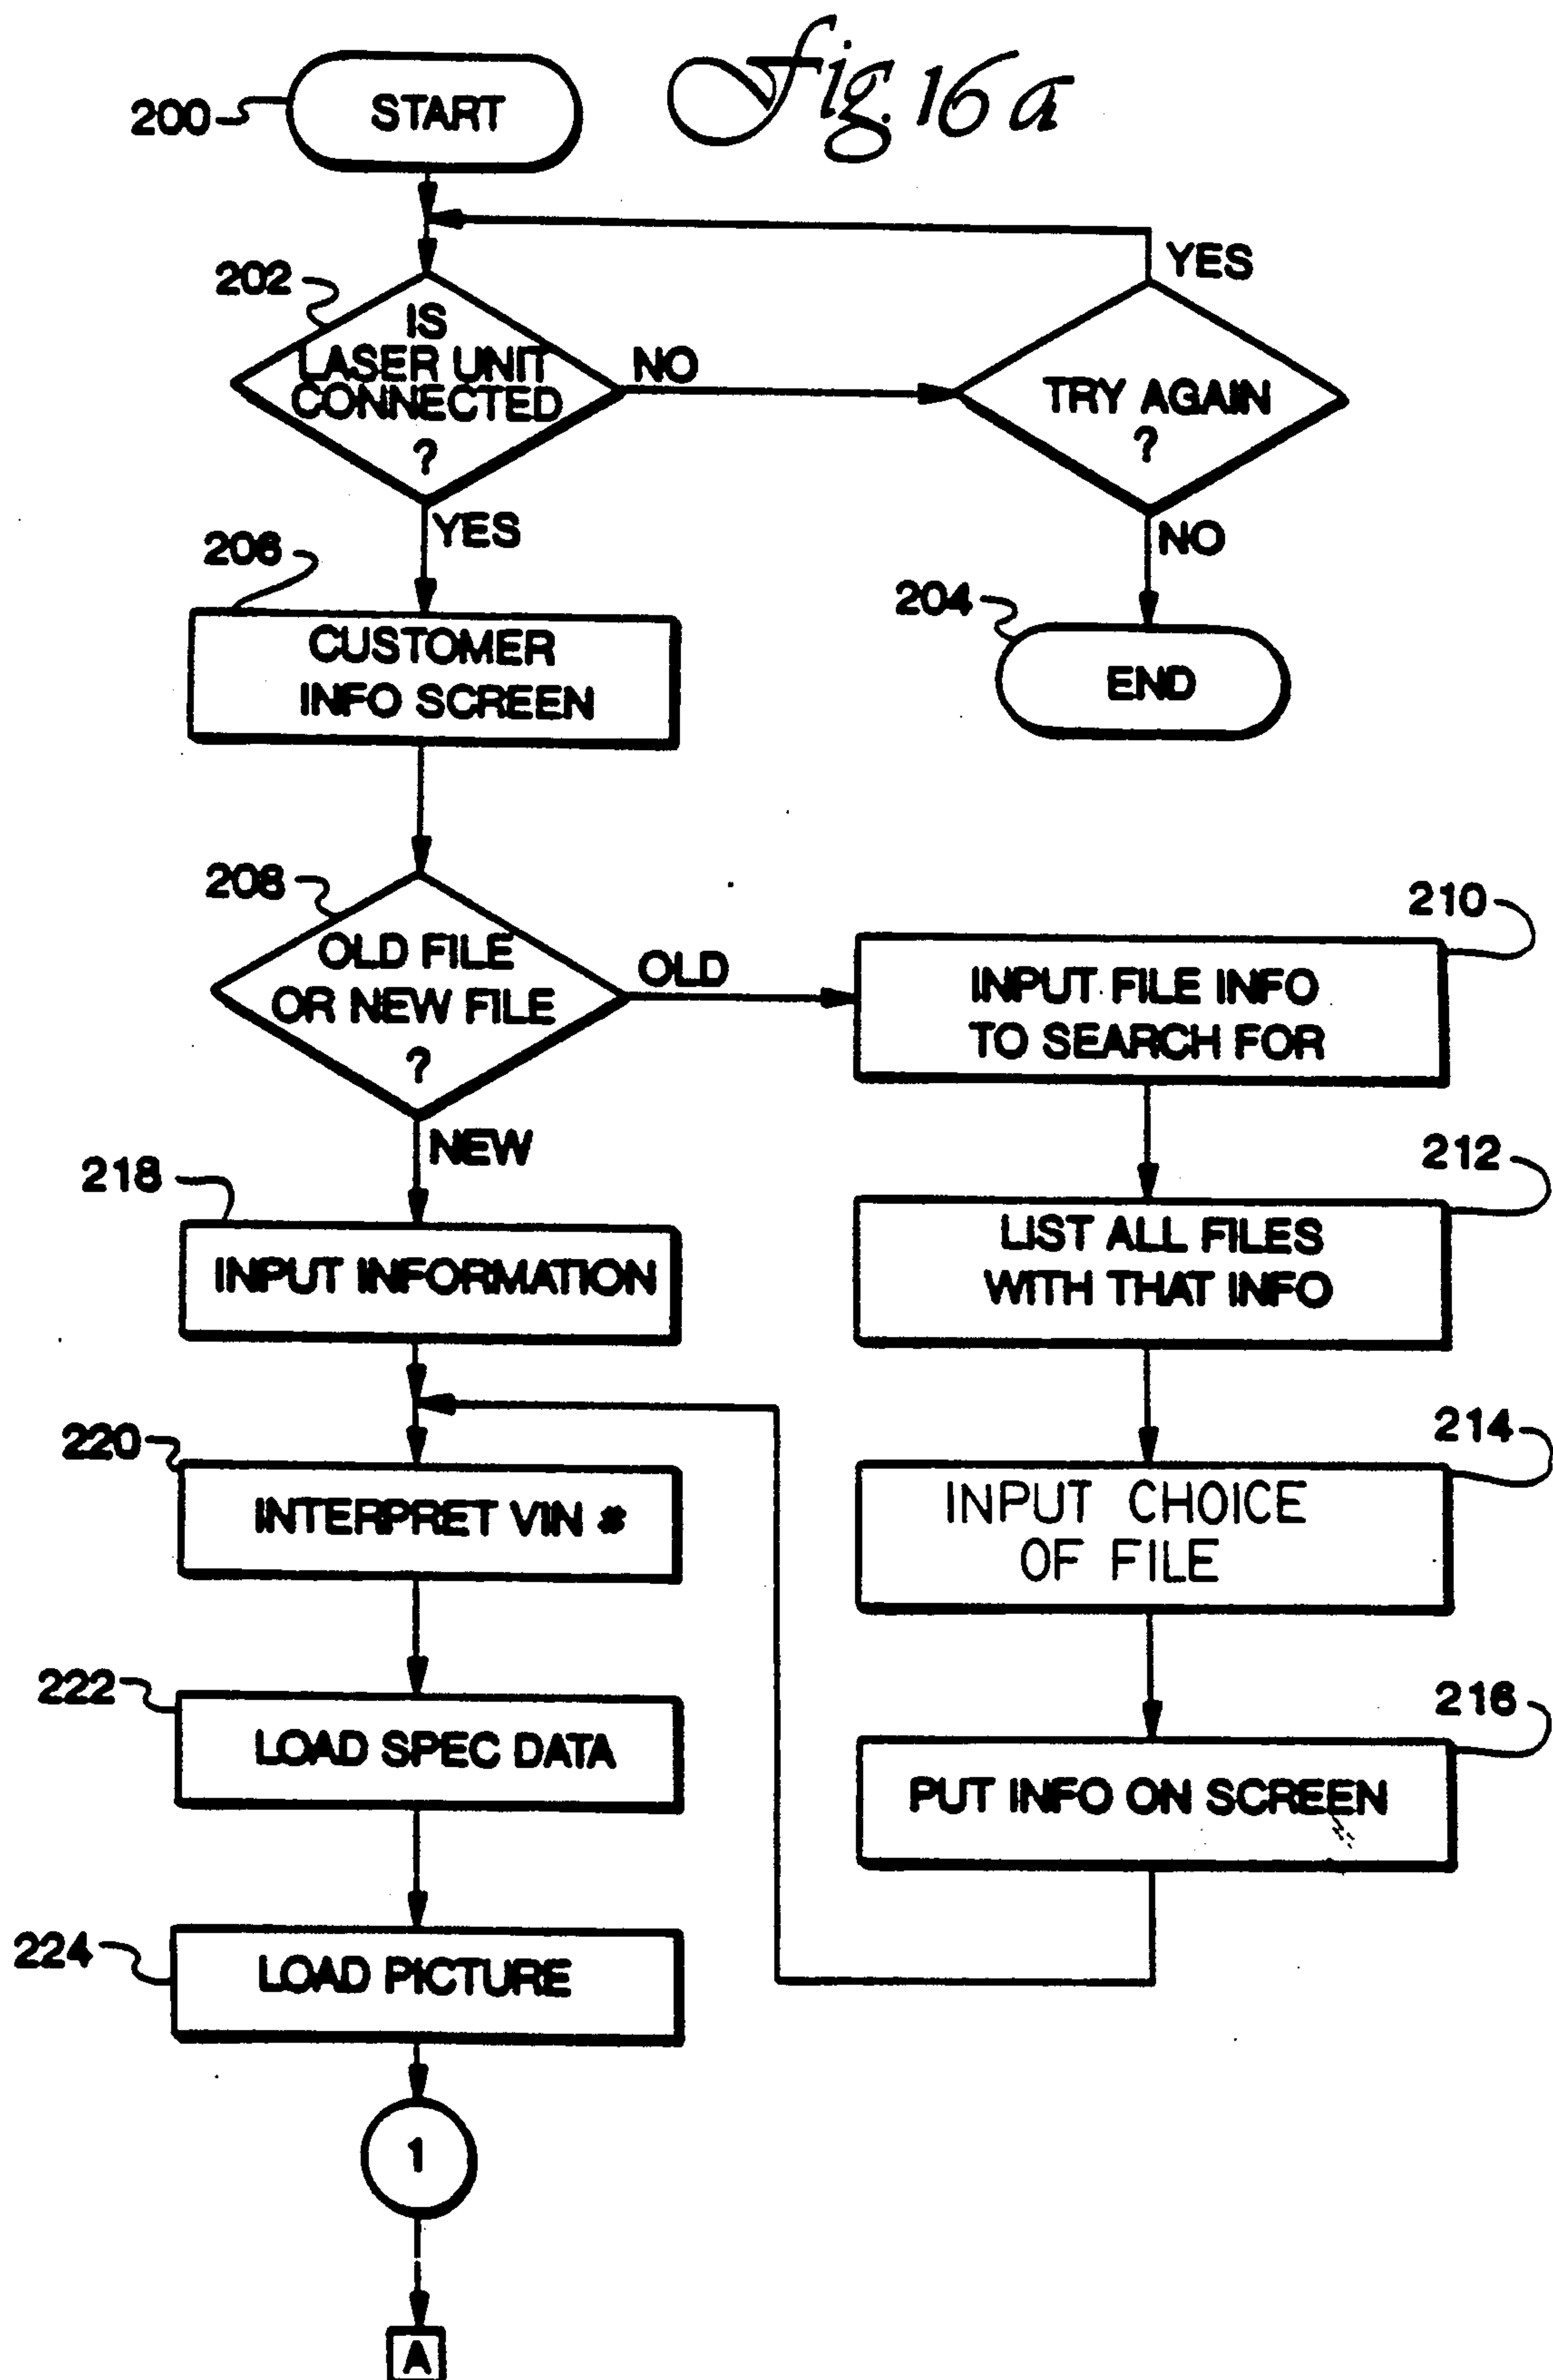 Fig. 16a
200
START
202
IS
LASER UNIT
CONNECTED
?
NO
YES
TRY AGAIN
?
YES
NO
204
END
206
CUSTOMER
INFO SCREEN
208
OLD FILE
OR NEW FILE
?
OLD
NEW
210
INPUT FILE INFO
TO SEARCH FOR
212
LIST ALL FILES
WITH THAT INFO
214
INPUT CHOICE
OF FILE
216
PUT INFO ON SCREEN
218
INPUT INFORMATION
220
INTERPRET VIN #
222
LOAD SPEC DATA
224
LOAD PICTURE
1
A